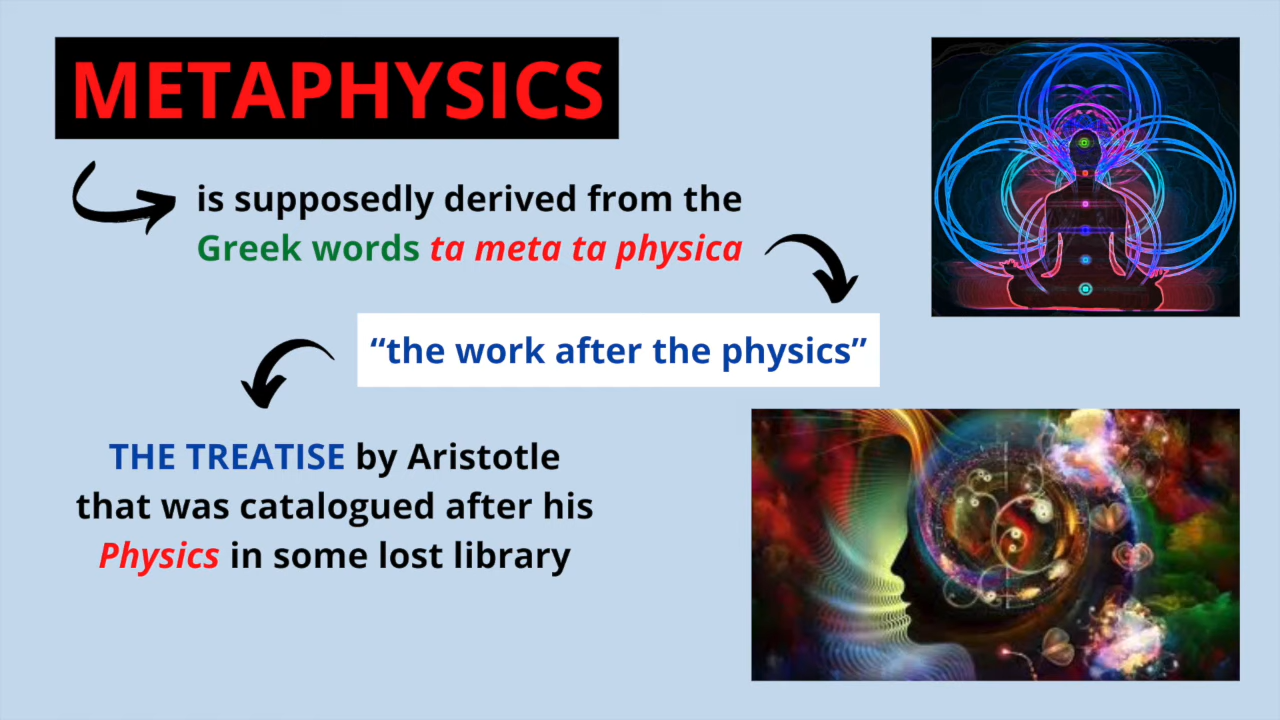 METAPHYSICS
is supposedly derived from the
Greek words ta meta ta physica
“the work after the physics”
THE TREATISE by Aristotle
that was catalogued after his
Physics in some lost library